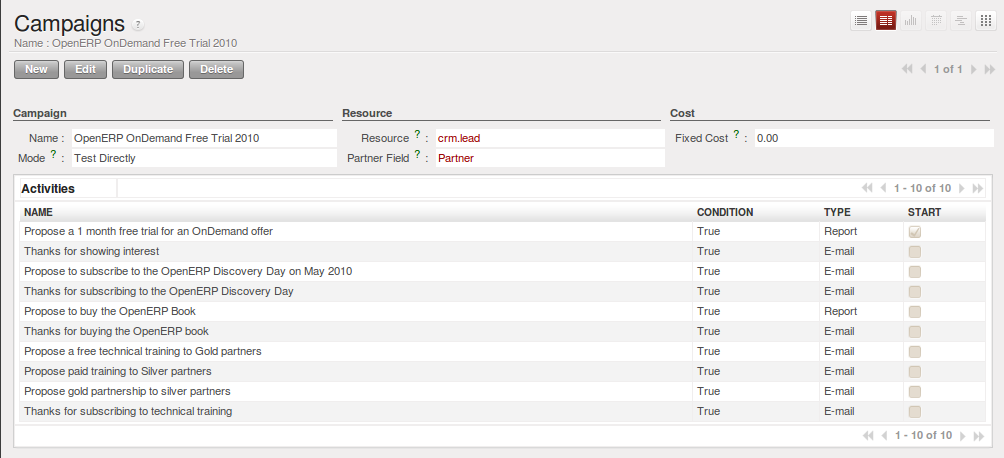 Campaigns ?
Name : OpenERP OnDemand Free Trial 2010
New Edit Duplicate Delete 1 of 1
Campaign Resource Cost
Name : OpenERP OnDemand Free Trial 2010 Resource ? : crm.lead Fixed Cost ? : 0.00
Mode ? : Test Directly Partner Field ? : Partner
Activities 1 - 10 of 10
NAME CONDITION TYPE START
Propose a 1 month free trial for an OnDemand offer True Report
Thanks for showing interest True E-mail
Propose to subscribe to the OpenERP Discovery Day on May 2010 True E-mail
Thanks for subscribing to the OpenERP Discovery Day True E-mail
Propose to buy the OpenERP Book True Report
Thanks for buying the OpenERP book True E-mail
Propose a free technical training to Gold partners True E-mail
Propose paid training to Silver partners True E-mail
Propose gold partnership to silver partners True E-mail
Thanks for subscribing to technical training True E-mail
1 - 10 of 10